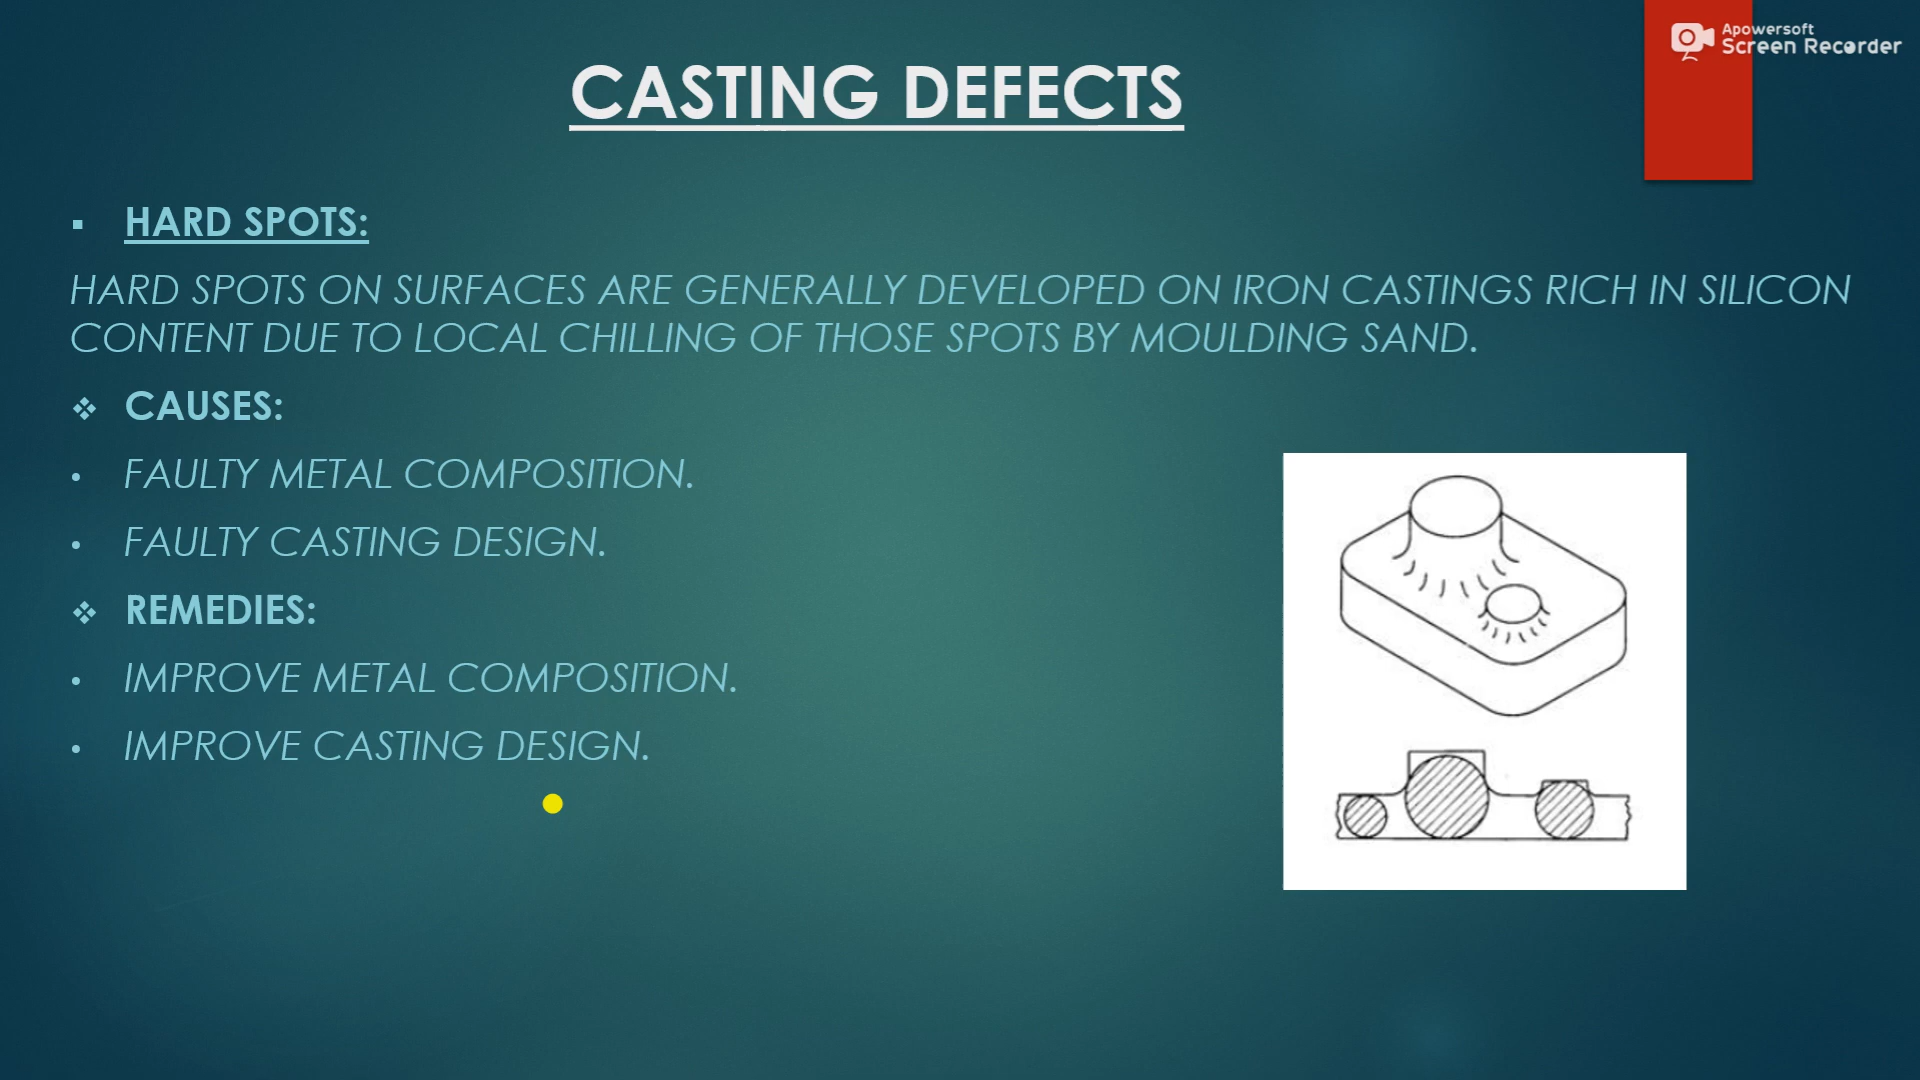 Apowersoft
Screen Recorder
CASTING DEFECTS
▪ HARD SPOTS:
HARD SPOTS ON SURFACES ARE GENERALLY DEVELOPED ON IRON CASTINGS RICH IN SILICON
CONTENT DUE TO LOCAL CHILLING OF THOSE SPOTS BY MOULDING SAND.
❖ CAUSES:
• FAULTY METAL COMPOSITION.
• FAULTY CASTING DESIGN.
❖ REMEDIES:
• IMPROVE METAL COMPOSITION.
• IMPROVE CASTING DESIGN.